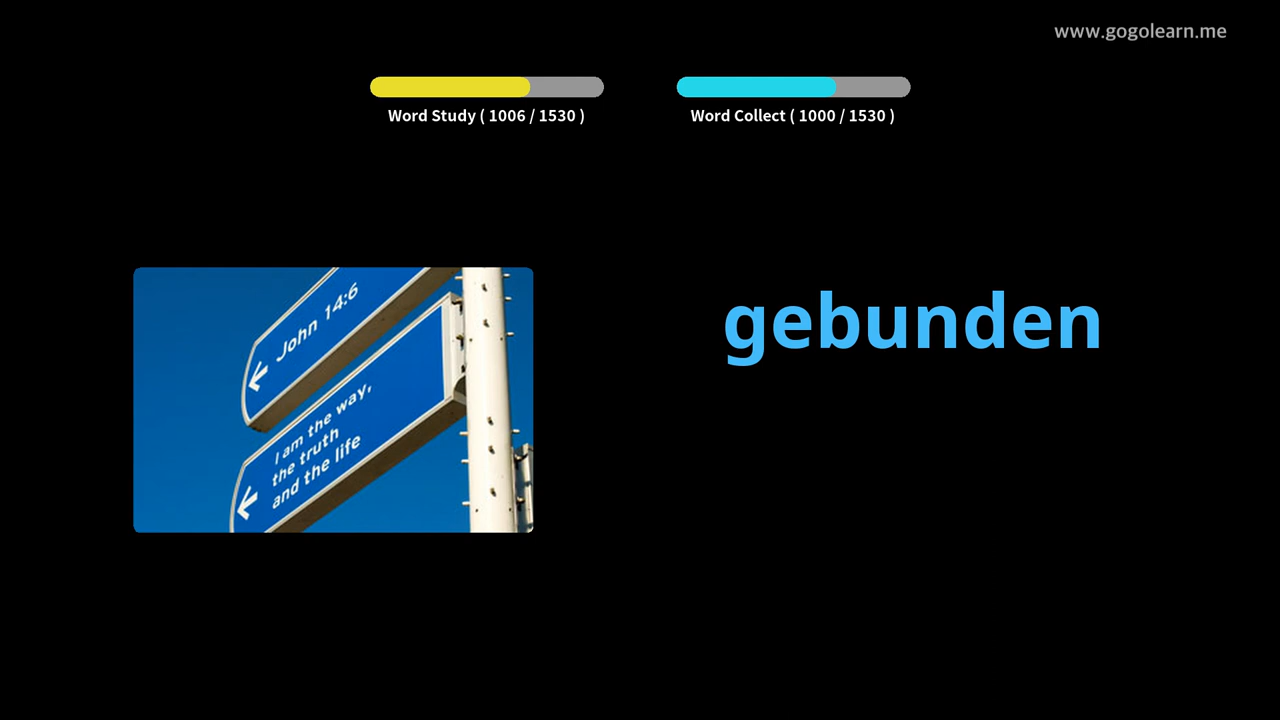 www.gogolearn.me
Word Study ( 1006 / 1530 )
Word Collect ( 1000 / 1530 )
John 14:6
I am the way,
the truth
and the life
gebunden